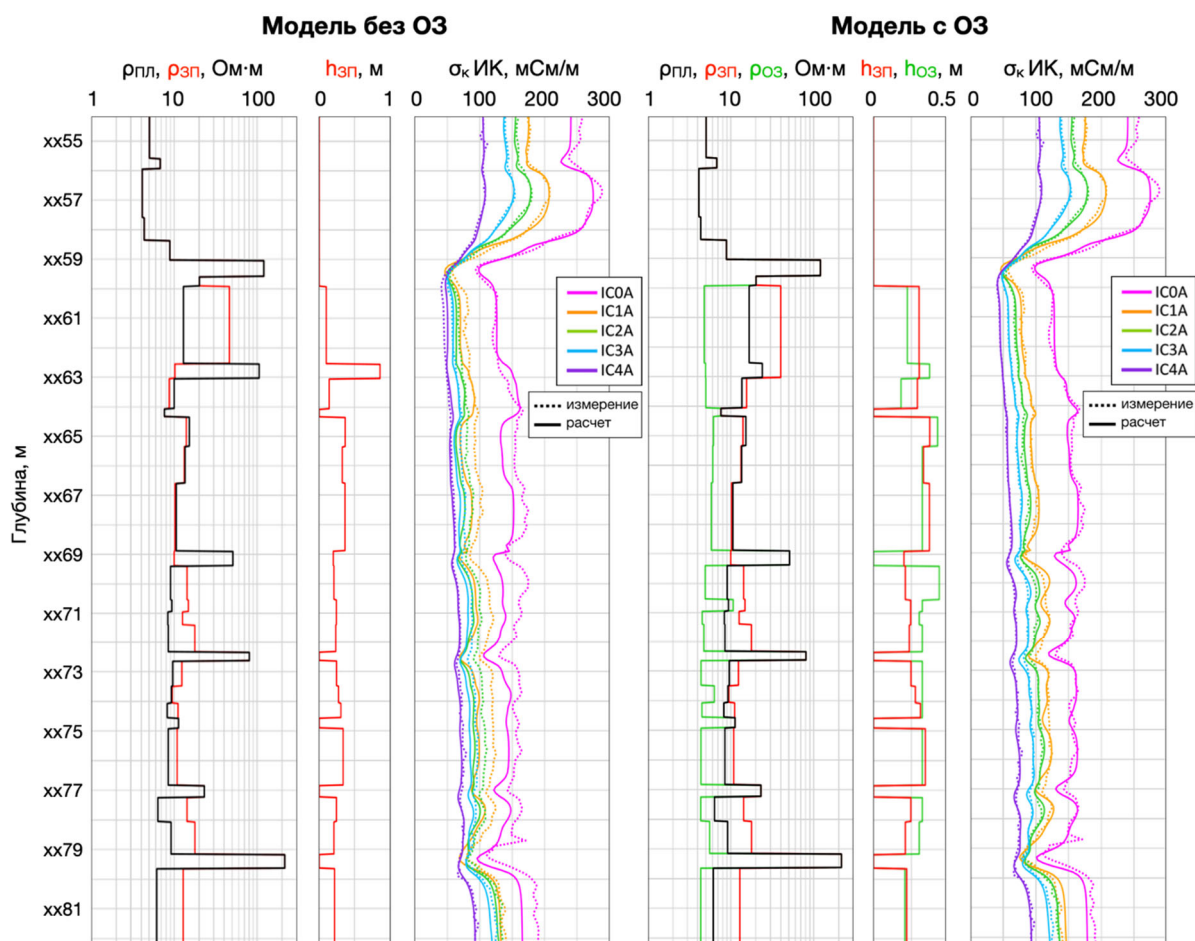 Модель без ОЗ
Модель с ОЗ
ρПЛ, ρЗП, Ом·м
hЗП, м
σк ИК, мСм/м
ρПЛ, ρЗП, ρОЗ, Ом·м
hЗП, hОЗ, м
σк ИК, мСм/м
1 10 100
0 1
0 100 200 300
1 10 100
0 0.5
0 100 200 300
Глубина, м
xx55
xx57
xx59
xx61
xx63
xx65
xx67
xx69
xx71
xx73
xx75
xx77
xx79
xx81
IC0A
IC1A
IC2A
IC3A
IC4A
измерение
расчет
IC0A
IC1A
IC2A
IC3A
IC4A
измерение
расчет